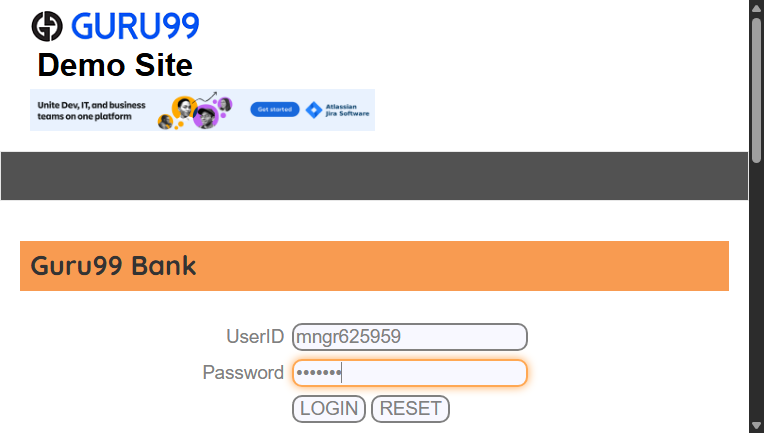 GURU99
Demo Site
Unite Dev, IT, and business
teams on one platform
Get started
Atlassian
Jira Software
Guru99 Bank
UserID mngr625959
Password •••••••
LOGIN RESET